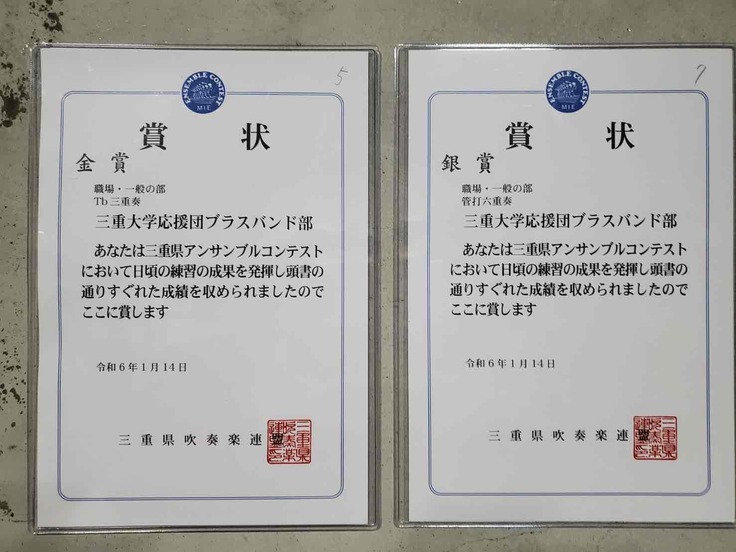 5
ENSEMBLE CONTEST
MIE
賞 状
金 賞
職場・一般の部
Tb三重奏
三重大学応援団ブラスバンド部
あなたは三重県アンサンブルコンテスト
において日頃の練習の成果を発揮し頭書の
通りすぐれた成績を収められましたので
ここに賞します
令和6年1月14日
三重県吹奏楽連盟
7
ENSEMBLE CONTEST
MIE
賞 状
銀 賞
職場・一般の部
管打六重奏
三重大学応援団ブラスバンド部
あなたは三重県アンサンブルコンテスト
において日頃の練習の成果を発揮し頭書の
通りすぐれた成績を収められましたので
ここに賞します
令和6年1月14日
三重県吹奏楽連